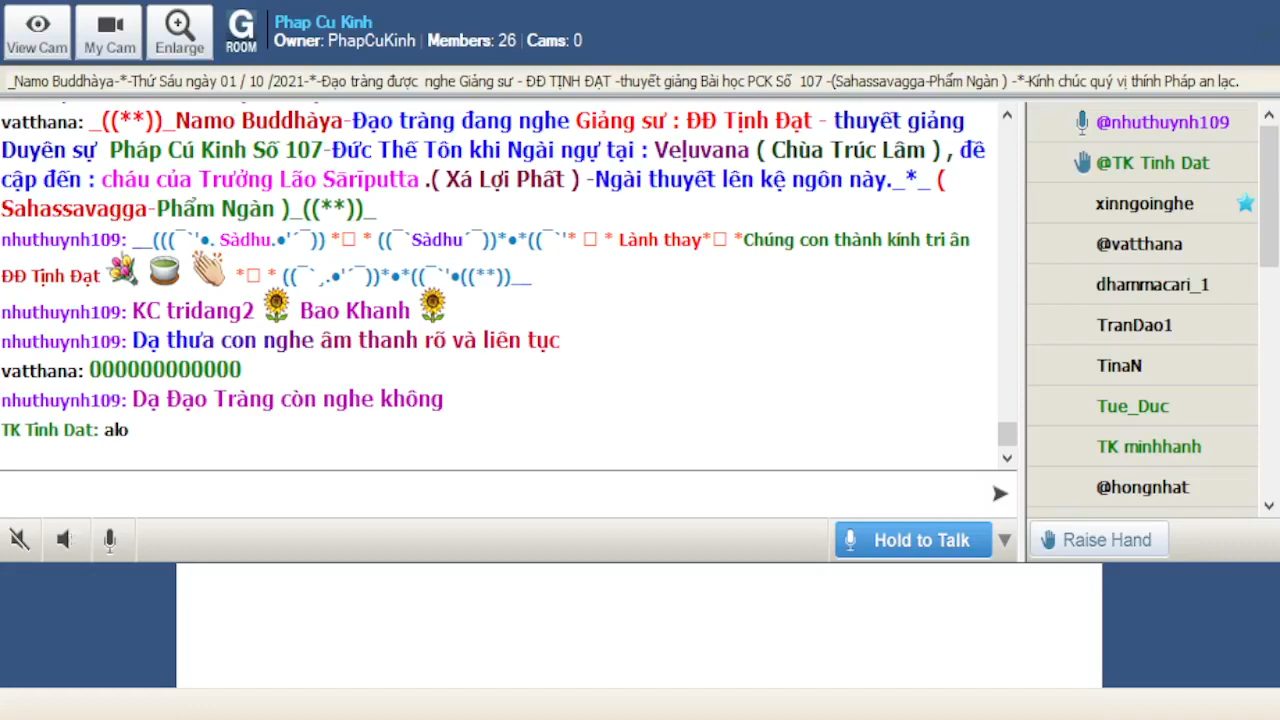 View Cam
My Cam
Enlarge
G
ROOM
Phap Cu Kinh
Owner: PhapCuKinh | Members: 26 | Cams: 0
_Namo Buddhàya-*-Thứ Sáu ngày 01 / 10 /2021-*-Đạo tràng được nghe Giảng sư - ĐĐ TỊNH ĐẠT -thuyết giảng Bài học PCK Số 107 -(Sahassavagga-Phẩm Ngàn ) -*-Kính chúc quý vị thính Pháp an lạc.
vatthana: _((**))_Namo Buddhàya-Đạo tràng đang nghe Giảng sư : ĐĐ Tịnh Đạt - thuyết giảng
Duyên sự Pháp Cú Kinh Số 107-Đức Thế Tôn khi Ngài ngự tại : Veḷuvana ( Chùa Trúc Lâm ) , đề
cập đến : cháu của Trưởng Lão Sārīputta .( Xá Lợi Phất ) -Ngài thuyết lên kệ ngôn này._*_ (
Sahassavagga-Phẩm Ngàn )_((**))_
nhuthuynh109: __(((¯`'•. Sàdhu.•'´¯)) *□ * ((¯`Sàdhu´¯))*•*((¯`'* □ * Lành thay*□ *Chúng con thành kính tri ân
ĐĐ Tịnh Đạt *□ * ((¯`¸.•'´¯))*•*((¯`'•((**))__
nhuthuynh109: KC tridang2 Bao Khanh
nhuthuynh109: Dạ thưa con nghe âm thanh rõ và liên tục
vatthana: 000000000000
nhuthuynh109: Dạ Đạo Tràng còn nghe không
TK Tinh Dat: alo
@nhuthuynh109
@TK Tinh Dat
xinngoinghe
@vatthana
dhammacari_1
TranDao1
TinaN
Tue_Duc
TK minhhanh
@hongnhat
Hold to Talk
Raise Hand